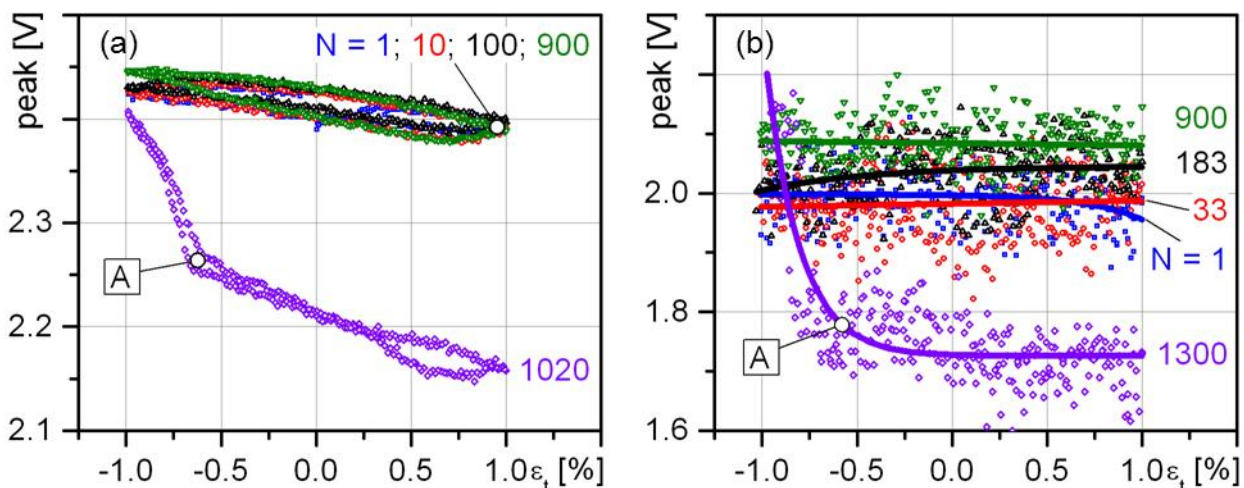 peak [V]
(a)
N = 1; 10; 100; 900
2.3
A
2.2
1020
2.1
-1.0 -0.5 0.0 0.5 1.0 εt [%]
peak [V]
(b)
900
183
2.0
33
N = 1
1.8
A
1300
1.6
-1.0 -0.5 0.0 0.5 1.0 εt [%]